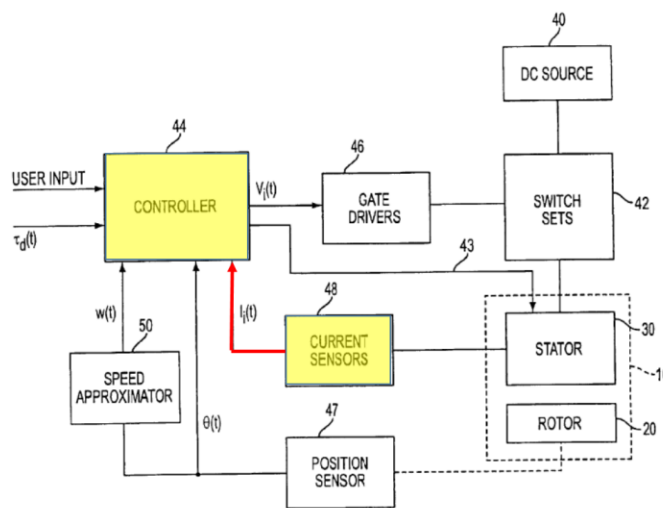 40
DC SOURCE
44
46
USER INPUT
CONTROLLER
Vi(t)
GATE
DRIVERS
SWITCH
SETS
42
τd(t)
43
w(t)
Ii(t)
48
50
CURRENT
SENSORS
30
STATOR
SPEED
APPROXIMATOR
θ(t)
47
ROTOR
20
POSITION
SENSOR